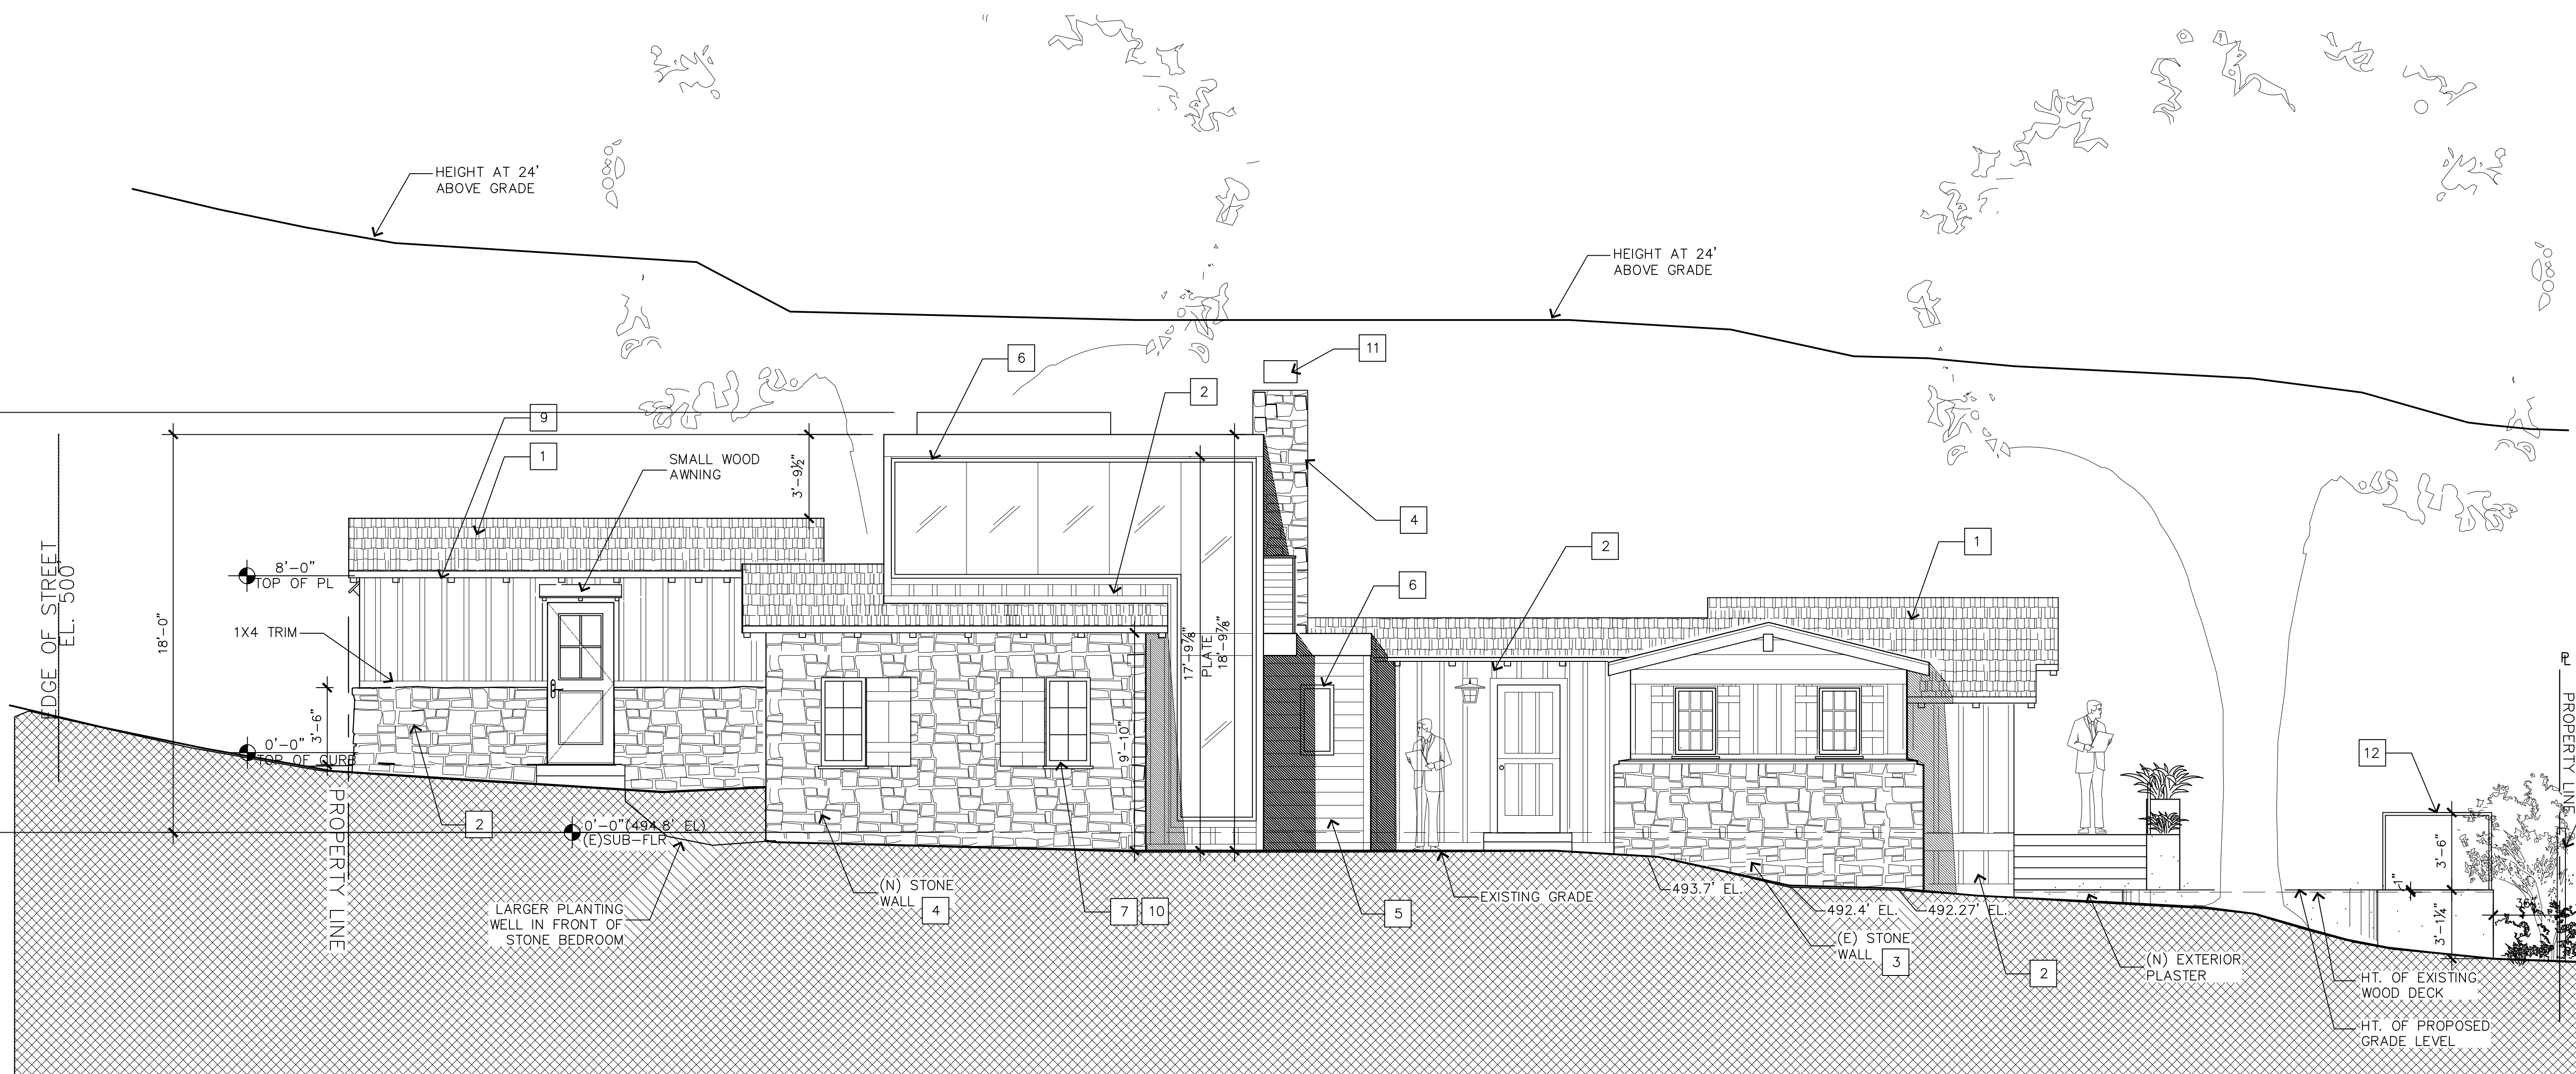 HEIGHT AT 24'
ABOVE GRADE
HEIGHT AT 24'
ABOVE GRADE
11
6
2
9
1
SMALL WOOD
AWNING
3'-9½"
4
2
1
6
EDGE OF STREET
EL. 500'
18'-0"
8'-0"
TOP OF PL
1X4 TRIM
3'-6"
0'-0"
TOP OF CURB
PROPERTY LINE
2
0'-0"(494.8' EL)
(E)SUB-FLR
LARGER PLANTING
WELL IN FRONT OF
STONE BEDROOM
(N) STONE
WALL
4
9'-10"
17'-9⅞"
PLATE
18'-9⅞"
7
10
5
EXISTING GRADE
493.7' EL.
492.4' EL.
492.27' EL.
(E) STONE
WALL
3
2
(N) EXTERIOR
PLASTER
12
3'-6"
1"
3'-1¼"
HT. OF EXISTING
WOOD DECK
HT. OF PROPOSED
GRADE LEVEL
PL
PROPERTY LINE